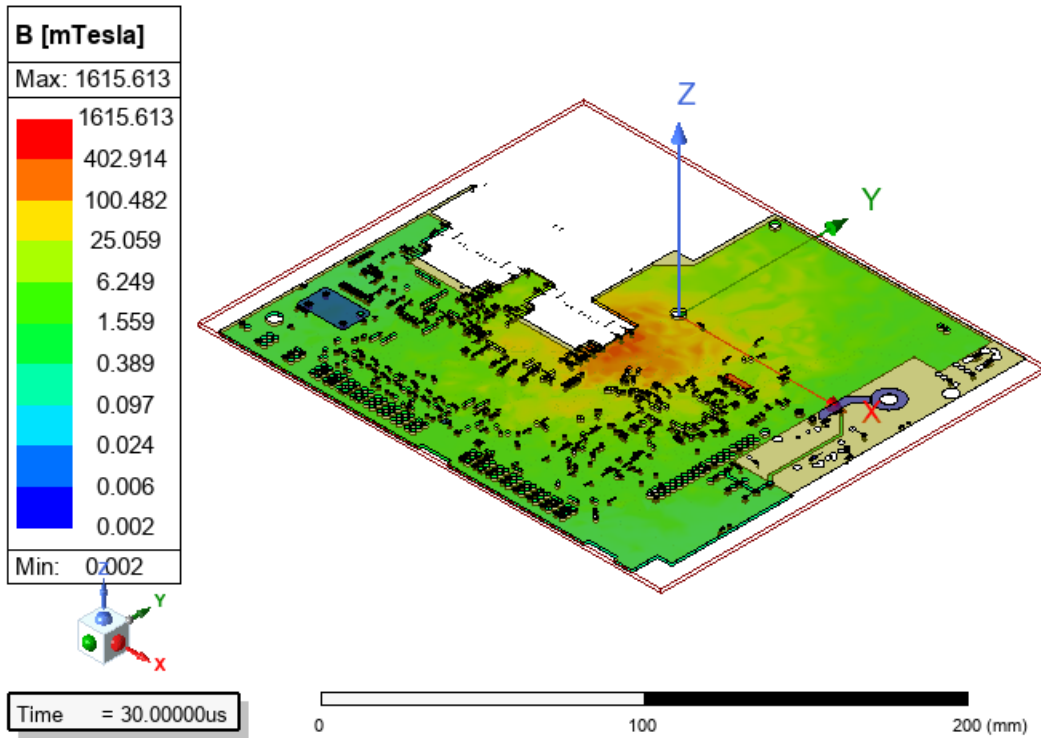 B [mTesla]
Max: 1615.613
1615.613
402.914
100.482
25.059
6.249
1.559
0.389
0.097
0.024
0.006
0.002
Min: 0.002
Z
Y
X
Z
Y
X
Time = 30.00000us
0 100 200 (mm)